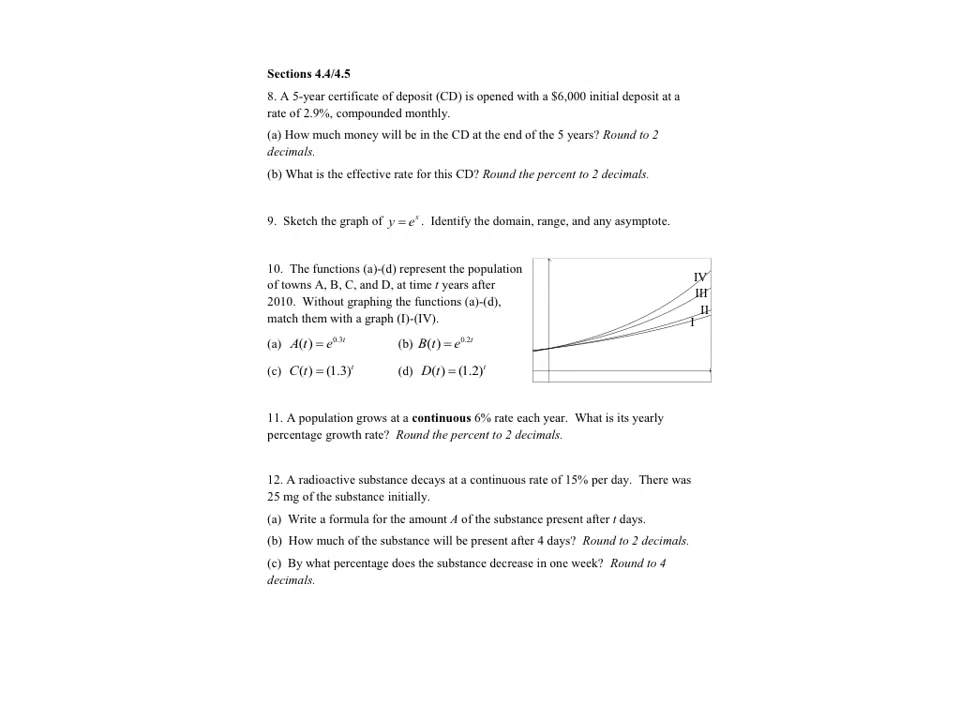 Sections 4.4/4.5
8. A 5-year certificate of deposit (CD) is opened with a $6,000 initial deposit at a
rate of 2.9%, compounded monthly.
(a) How much money will be in the CD at the end of the 5 years? Round to 2
decimals.
(b) What is the effective rate for this CD? Round the percent to 2 decimals.
9. Sketch the graph of y = eˣ. Identify the domain, range, and any asymptote.
10. The functions (a)-(d) represent the population
of towns A, B, C, and D, at time t years after
2010. Without graphing the functions (a)-(d),
match them with a graph (I)-(IV).
(a) A(t) = e^0.3t (b) B(t) = e^0.2t
(c) C(t) = (1.3)^t (d) D(t) = (1.2)^t
IV
III
II
I
11. A population grows at a continuous 6% rate each year. What is its yearly
percentage growth rate? Round the percent to 2 decimals.
12. A radioactive substance decays at a continuous rate of 15% per day. There was
25 mg of the substance initially.
(a) Write a formula for the amount A of the substance present after t days.
(b) How much of the substance will be present after 4 days? Round to 2 decimals.
(c) By what percentage does the substance decrease in one week? Round to 4
decimals.